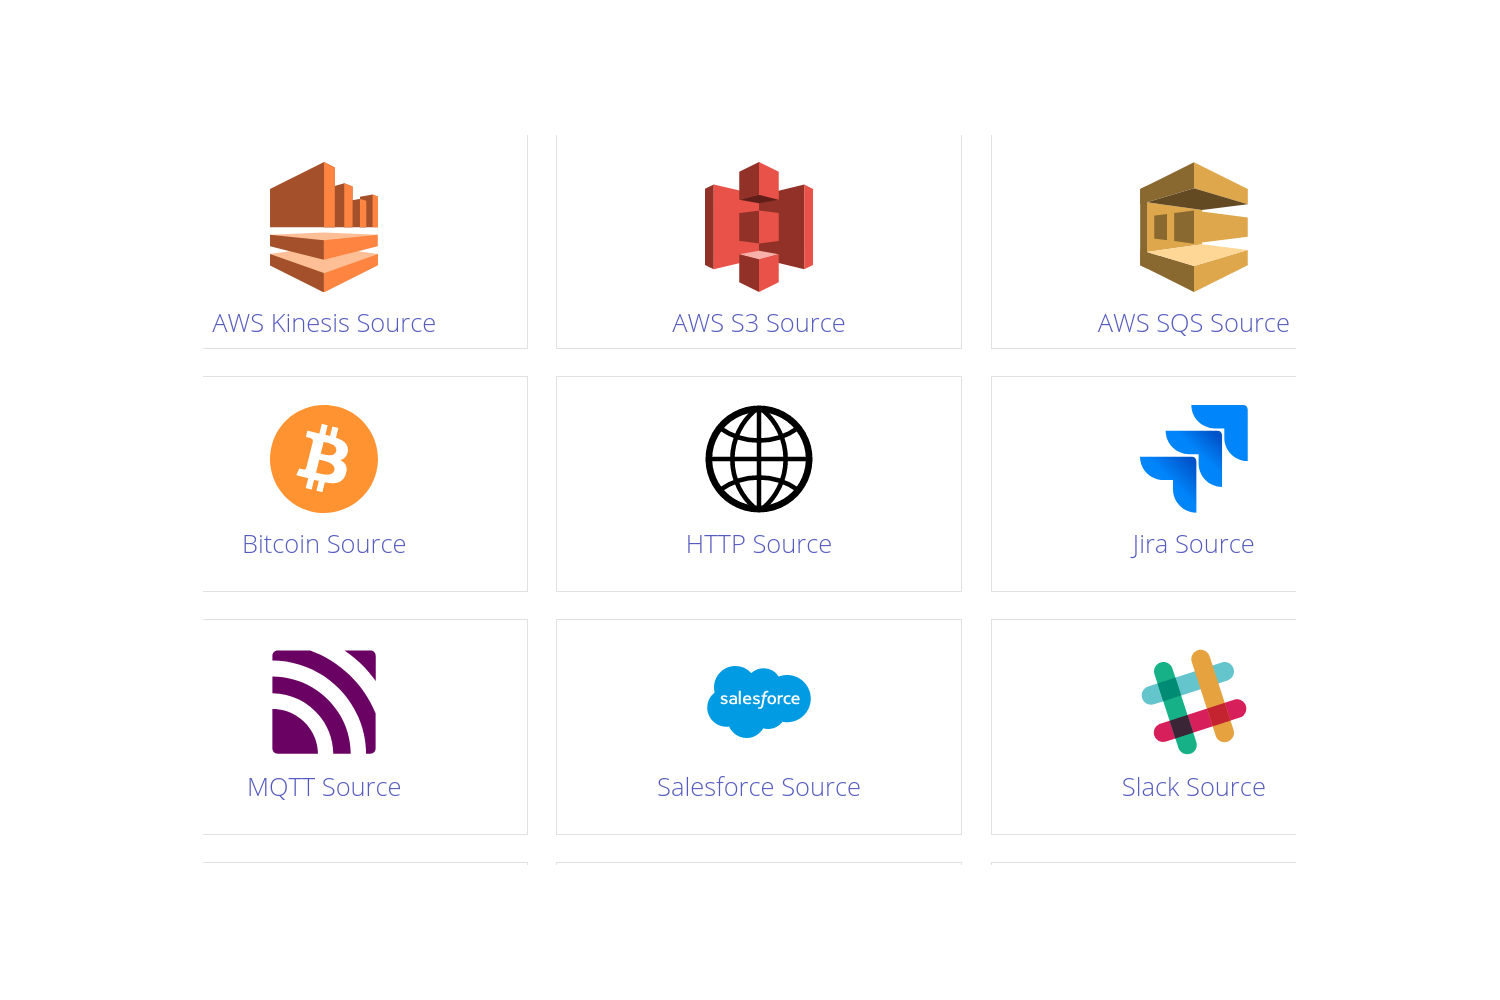 AWS Kinesis Source
AWS S3 Source
AWS SQS Source
Bitcoin Source
HTTP Source
Jira Source
salesforce
MQTT Source
Salesforce Source
Slack Source